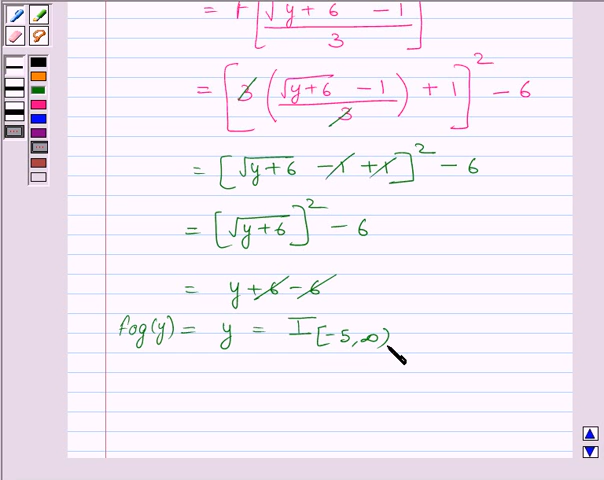 = F[(√y+6 -1)/3]
= [3((√y+6 -1)/3) + 1]² - 6
= [√y+6 -1 +1]² - 6
= [√y+6]² - 6
= y + 6 - 6
fog(y) = y = I[-5,∞)